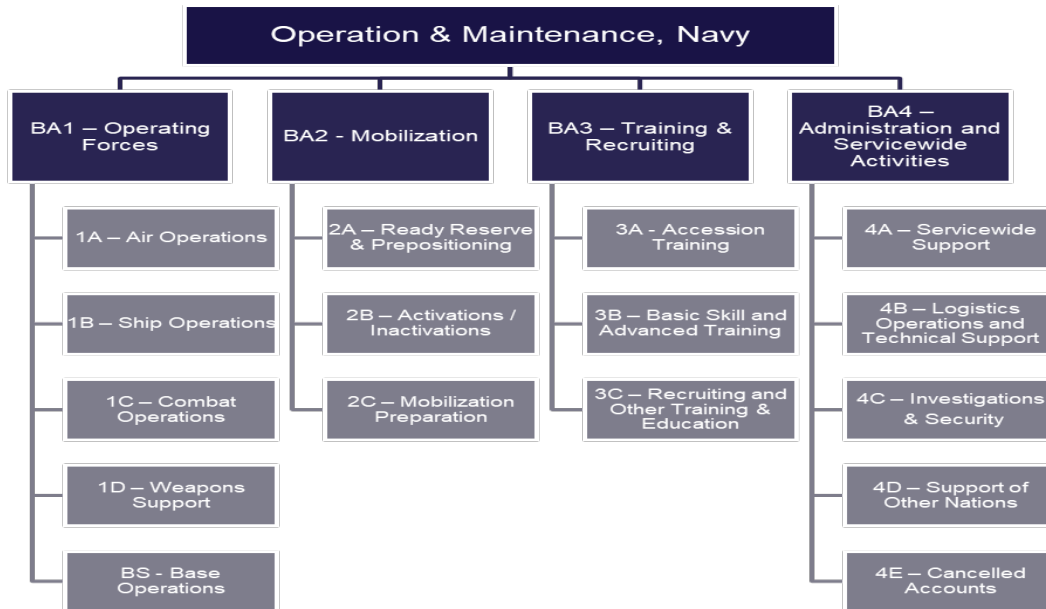 Operation & Maintenance, Navy
BA1 – Operating
Forces
1A – Air Operations
1B – Ship Operations
1C – Combat
Operations
1D – Weapons
Support
BS - Base
Operations
BA2 - Mobilization
2A – Ready Reserve
& Prepositioning
2B – Activations /
Inactivations
2C – Mobilization
Preparation
BA3 – Training &
Recruiting
3A - Accession
Training
3B – Basic Skill and
Advanced Training
3C – Recruiting and
Other Training &
Education
BA4 –
Administration and
Servicewide
Activities
4A – Servicewide
Support
4B – Logistics
Operations and
Technical Support
4C – Investigations
& Security
4D – Support of
Other Nations
4E – Cancelled
Accounts